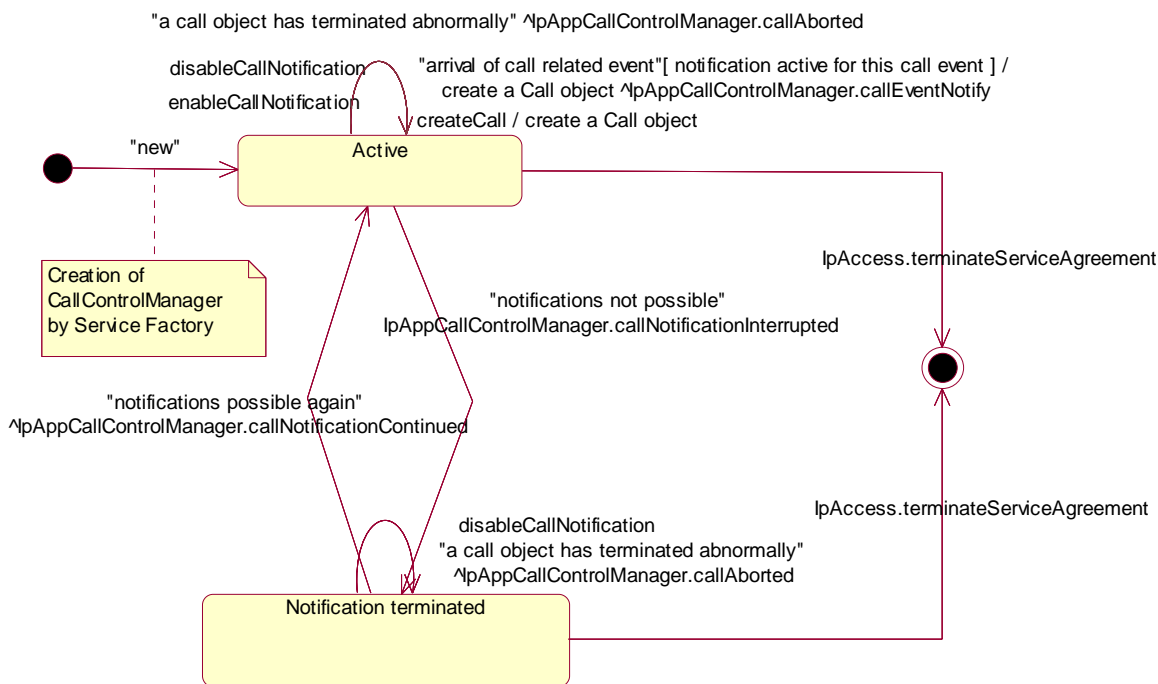 "a call object has terminated abnormally" ^IpAppCallControlManager.callAborted
disableCallNotification
"arrival of call related event"[ notification active for this call event ] /
enableCallNotification
create a Call object ^IpAppCallControlManager.callEventNotify
createCall / create a Call object
"new"
Active
Creation of
CallControlManager
by Service Factory
IpAccess.terminateServiceAgreement
"notifications not possible"
IpAppCallControlManager.callNotificationInterrupted
"notifications possible again"
^IpAppCallControlManager.callNotificationContinued
IpAccess.terminateServiceAgreement
disableCallNotification
"a call object has terminated abnormally"
^IpAppCallControlManager.callAborted
Notification terminated